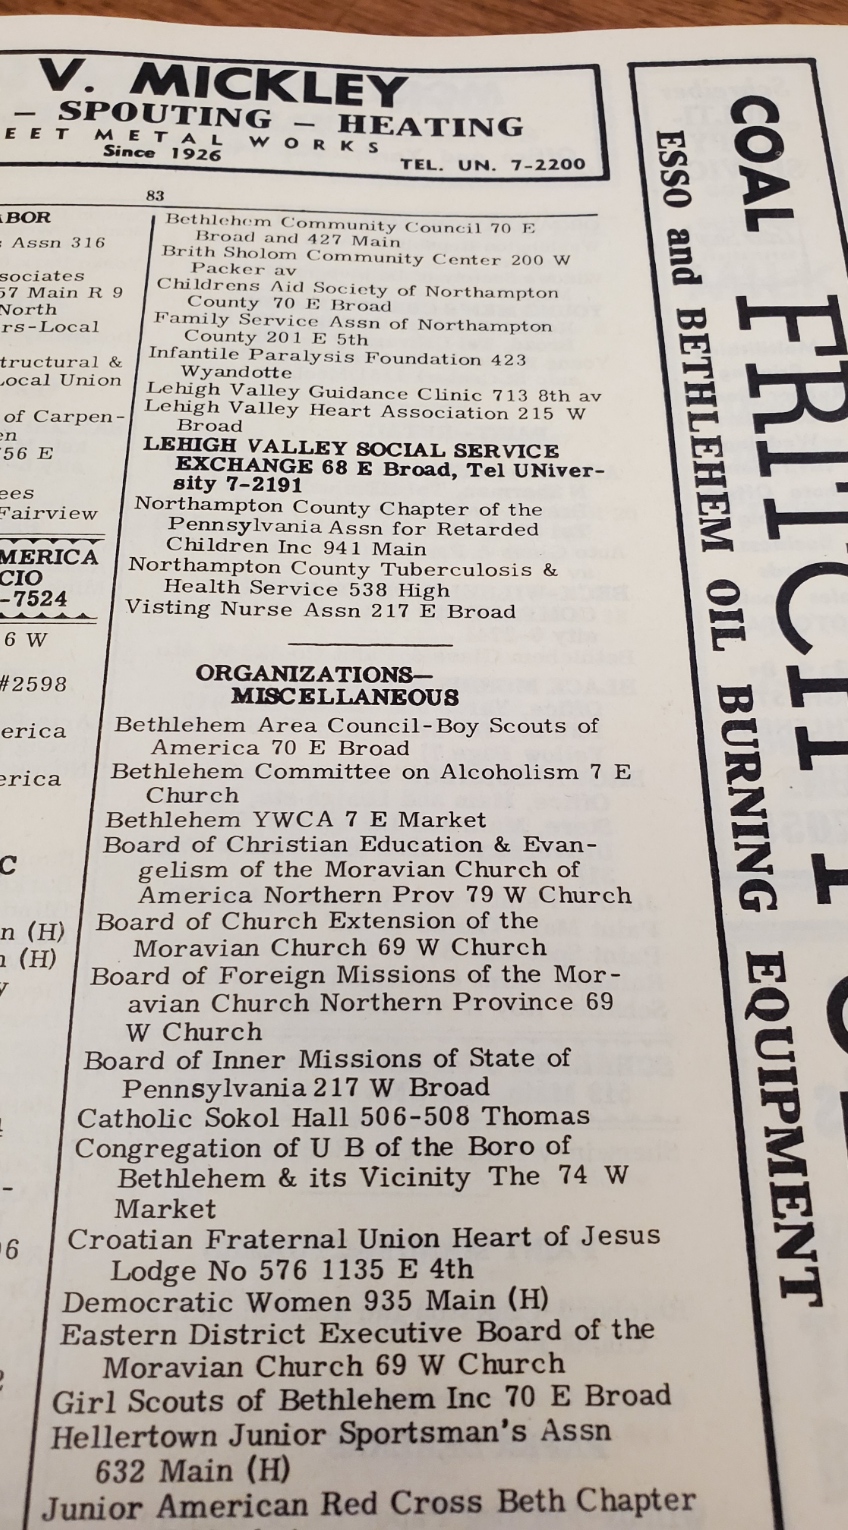 V. MICKLEY
– SPOUTING – HEATING
EET METAL WORKS
Since 1926
TEL. UN. 7-2200
83
ABOR
Assn 316
sociates
57 Main R 9
North
rs-Local
tructural &
Local Union
of Carpen-
en
56 E
ees
Fairview
MERICA
CIO
-7524
6 W
#2598
erica
erica
C
n (H)
n (H)
y
-
06
2
Bethlehem Community Council 70 E
Broad and 427 Main
Brith Sholom Community Center 200 W
Packer av
Childrens Aid Society of Northampton
County 70 E Broad
Family Service Assn of Northampton
County 201 E 5th
Infantile Paralysis Foundation 423
Wyandotte
Lehigh Valley Guidance Clinic 713 8th av
Lehigh Valley Heart Association 215 W
Broad
LEHIGH VALLEY SOCIAL SERVICE
EXCHANGE 68 E Broad, Tel UNiver-
sity 7-2191
Northampton County Chapter of the
Pennsylvania Assn for Retarded
Children Inc 941 Main
Northampton County Tuberculosis &
Health Service 538 High
Visting Nurse Assn 217 E Broad
ORGANIZATIONS—
MISCELLANEOUS
Bethlehem Area Council-Boy Scouts of
America 70 E Broad
Bethlehem Committee on Alcoholism 7 E
Church
Bethlehem YWCA 7 E Market
Board of Christian Education & Evan-
gelism of the Moravian Church of
America Northern Prov 79 W Church
Board of Church Extension of the
Moravian Church 69 W Church
Board of Foreign Missions of the Mor-
avian Church Northern Province 69
W Church
Board of Inner Missions of State of
Pennsylvania 217 W Broad
Catholic Sokol Hall 506-508 Thomas
Congregation of U B of the Boro of
Bethlehem & its Vicinity The 74 W
Market
Croatian Fraternal Union Heart of Jesus
Lodge No 576 1135 E 4th
Democratic Women 935 Main (H)
Eastern District Executive Board of the
Moravian Church 69 W Church
Girl Scouts of Bethlehem Inc 70 E Broad
Hellertown Junior Sportsman's Assn
632 Main (H)
Junior American Red Cross Beth Chapter
COAL
FRITCH
ESSO and BETHLEHEM OIL BURNING EQUIPMENT